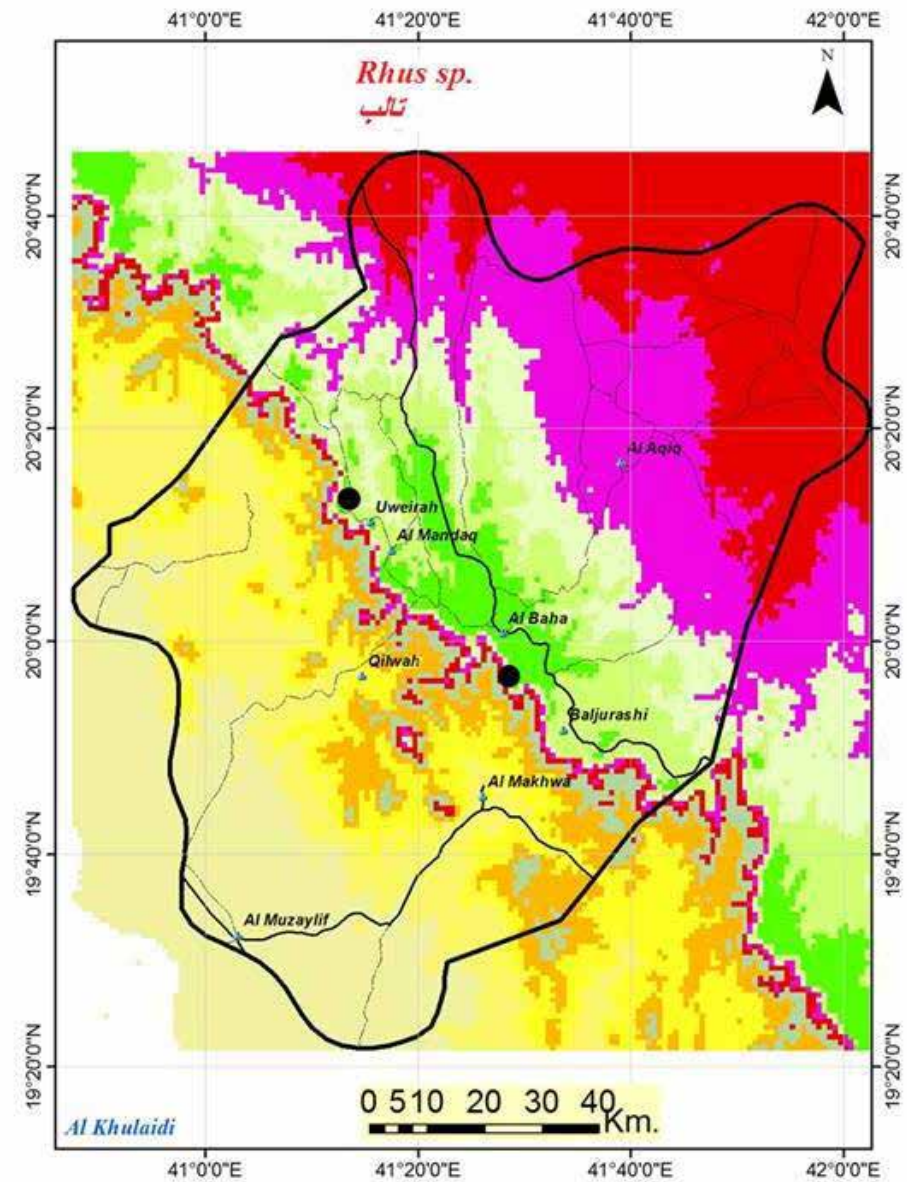 41°0'0"E 41°20'0"E 41°40'0"E 42°0'0"E
N
Rhus sp.
تالب
20°40'0"N 20°40'0"N
20°20'0"N 20°20'0"N
Al Aqiq
Uweirah
Al Mandaq
Al Baha
20°0'0"N 20°0'0"N
Qilwah
Baljurashi
Al Makhwa
19°40'0"N 19°40'0"N
Al Muzaylif
19°20'0"N 19°20'0"N
0 5 10 20 30 40 Km.
Al Khulaidi
41°0'0"E 41°20'0"E 41°40'0"E 42°0'0"E